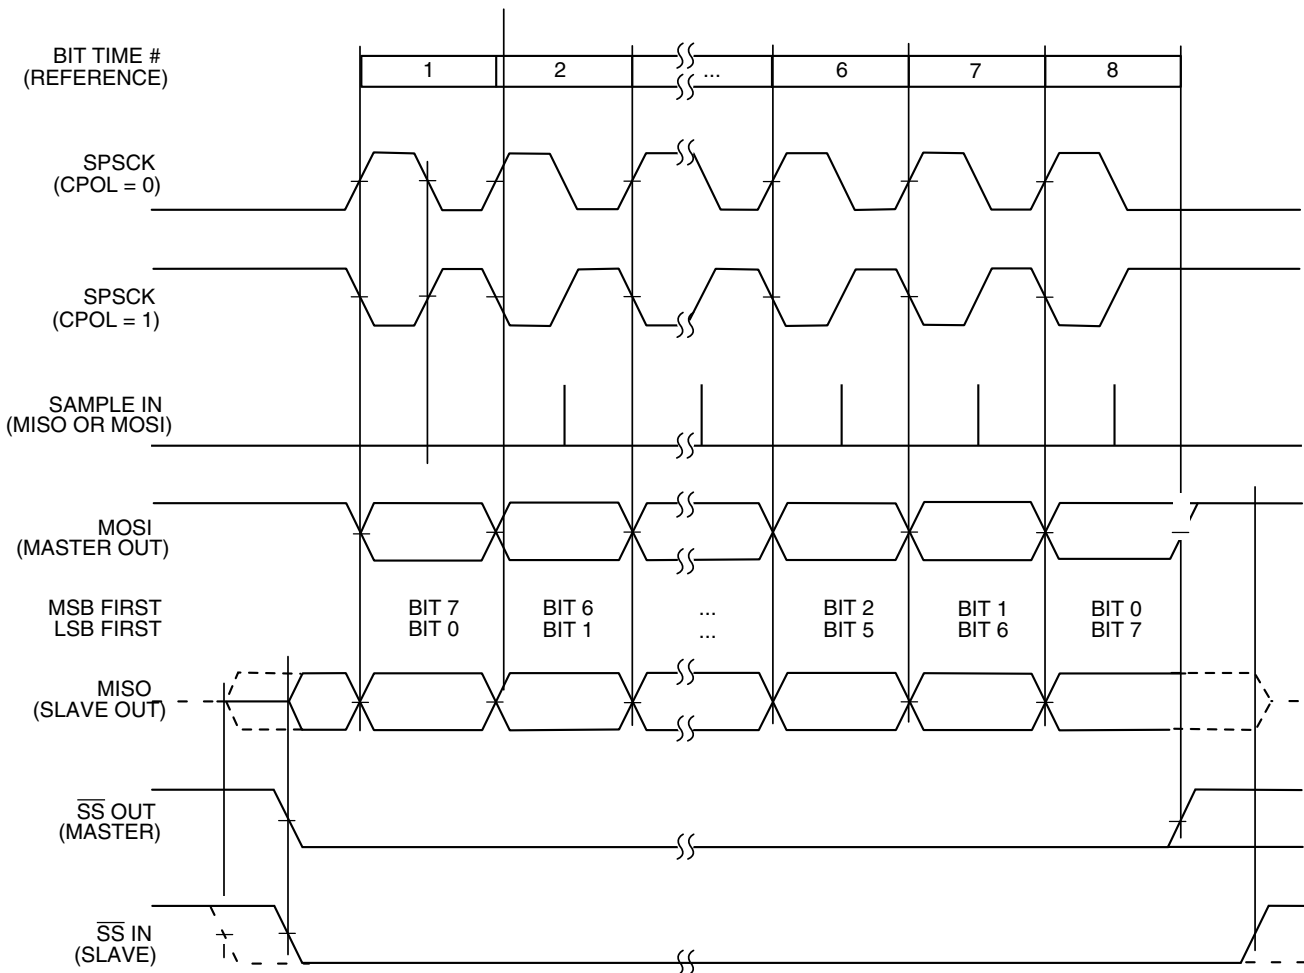 BIT TIME #
(REFERENCE)
1 2 ... 6 7 8
SPSCK
(CPOL = 0)
SPSCK
(CPOL = 1)
SAMPLE IN
(MISO OR MOSI)
MOSI
(MASTER OUT)
MSB FIRST BIT 7 BIT 6 ... BIT 2 BIT 1 BIT 0
LSB FIRST BIT 0 BIT 1 ... BIT 5 BIT 6 BIT 7
MISO
(SLAVE OUT)
S̅S̅ OUT
(MASTER)
S̅S̅ IN
(SLAVE)